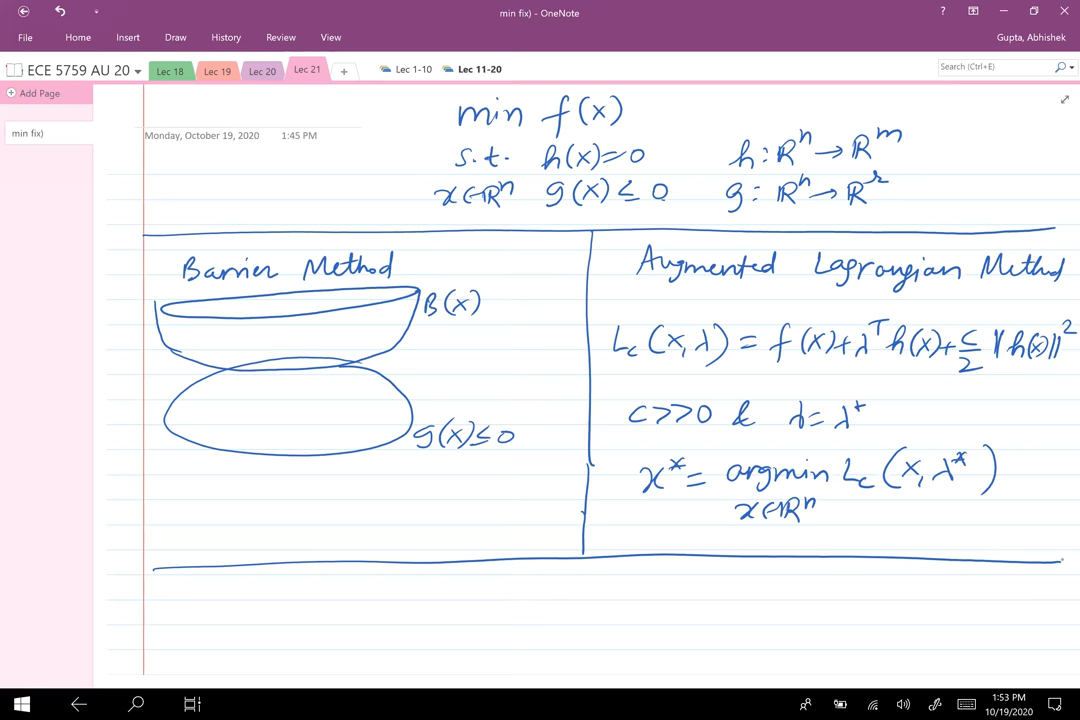 min fix) - OneNote
?
File Home Insert Draw History Review View
Gupta, Abhishek
ECE 5759 AU 20
Lec 18
Lec 19
Lec 20
Lec 21
+
Lec 1-10
Lec 11-20
Search (Ctrl+E)
Add Page
min fix)
Monday, October 19, 2020 1:45 PM
min f(x)
s.t. h(x)=0 h: ℝⁿ → ℝᵐ
x∈ℝⁿ g(x) ≤ 0 g: ℝⁿ → ℝʳ
Barrier Method
B(x)
g(x) ≤ 0
Augmented Lagrangian Method
L_c(x, λ) = f(x) + λᵀ h(x) + c/2 ‖h(x)‖²
c >> 0 & λ = λ*
x* = argmin L_c(x, λ*)
x∈ℝⁿ
1:53 PM
10/19/2020